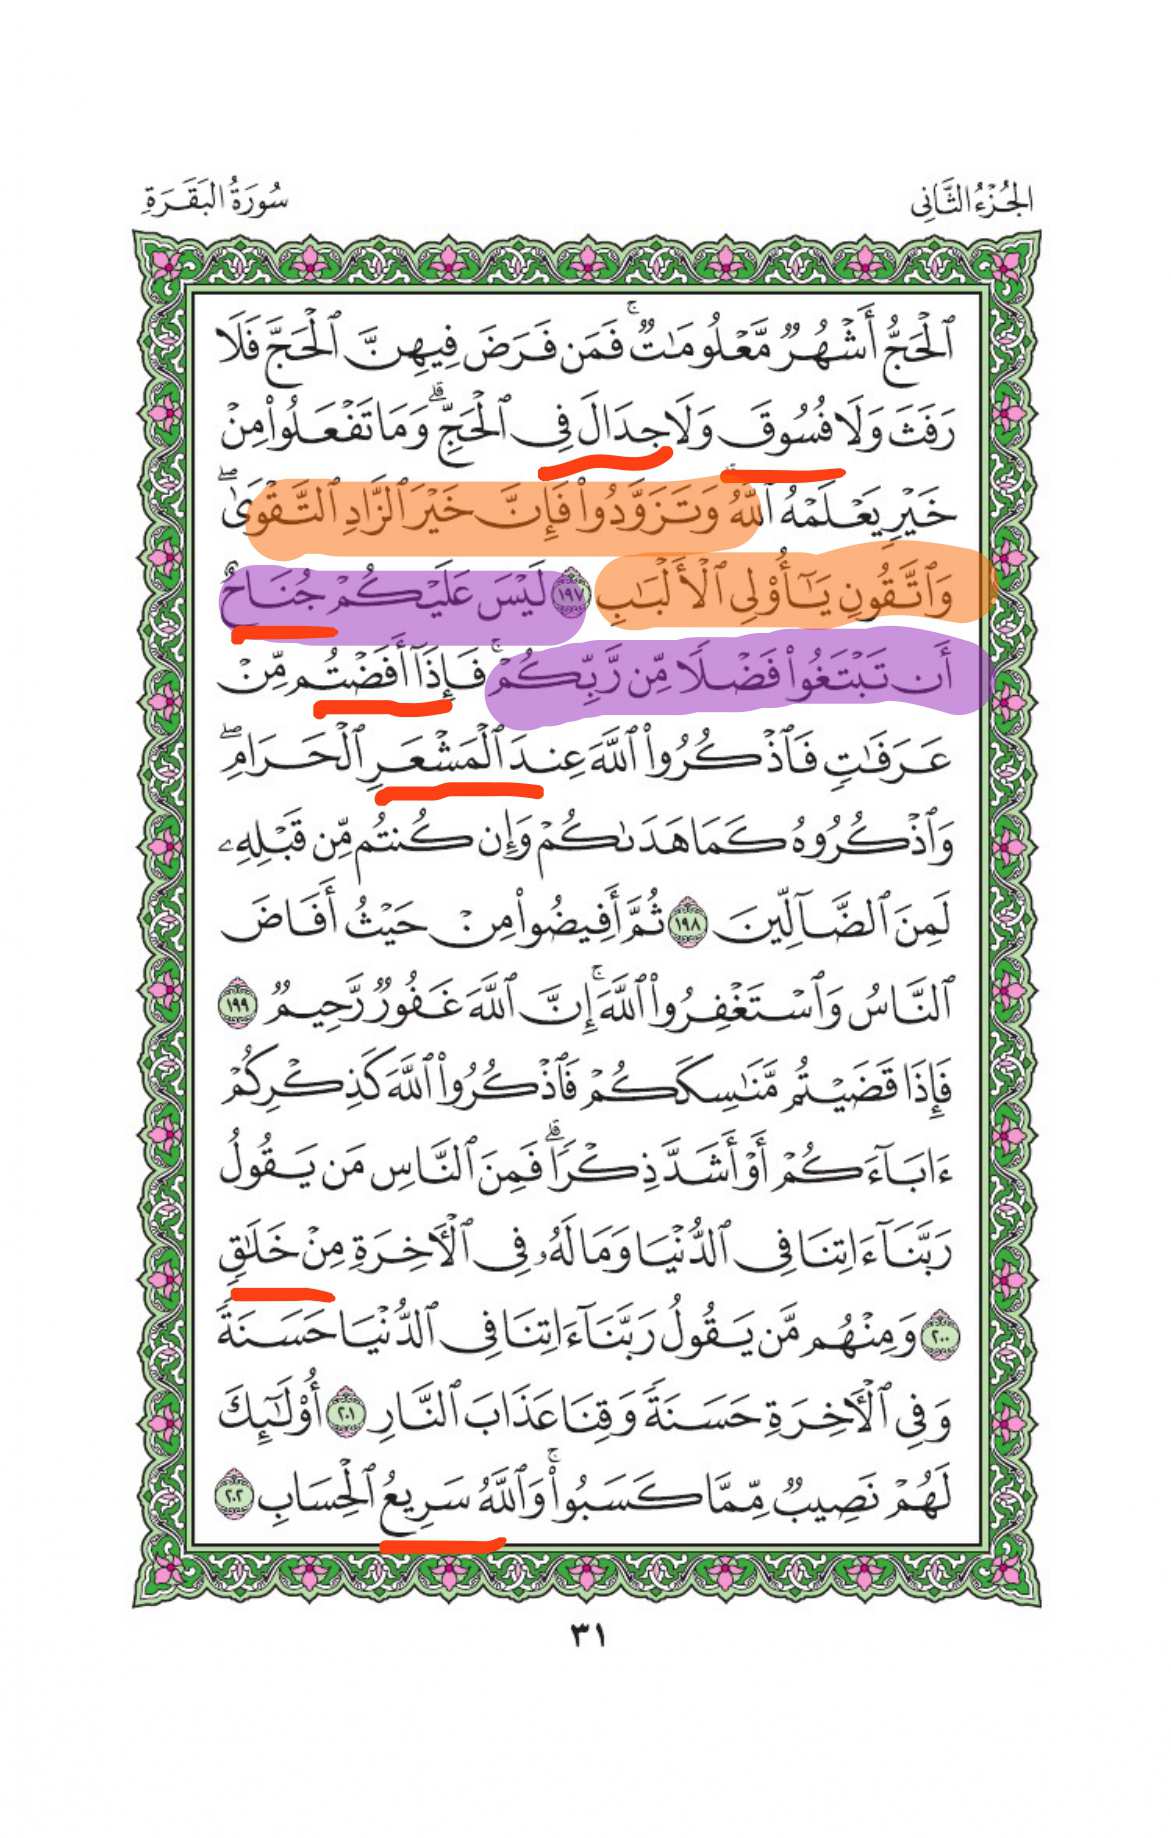 الجُزْءُ الثَّانِي
سُورَةُ البَقَرَةِ
ٱلْحَجُّ أَشْهُرٌ مَّعْلُومَٰتٌ ۚ فَمَن فَرَضَ فِيهِنَّ ٱلْحَجَّ فَلَا
رَفَثَ وَلَا فُسُوقَ وَلَا جِدَالَ فِى ٱلْحَجِّ ۗ وَمَا تَفْعَلُوا۟ مِنْ
خَيْرٍ يَعْلَمْهُ ٱللَّهُ ۗ وَتَزَوَّدُوا۟ فَإِنَّ خَيْرَ ٱلزَّادِ ٱلتَّقْوَىٰ ۖ
وَٱتَّقُونِ يَٰٓأُو۟لِى ٱلْأَلْبَٰبِ ١٩٧ لَيْسَ عَلَيْكُمْ جُنَاحٌ
أَن تَبْتَغُوا۟ فَضْلًا مِّن رَّبِّكُمْ ۚ فَإِذَآ أَفَضْتُم مِّنْ
عَرَفَٰتٍ فَٱذْكُرُوا۟ ٱللَّهَ عِندَ ٱلْمَشْعَرِ ٱلْحَرَامِ ۖ
وَٱذْكُرُوهُ كَمَا هَدَىٰكُمْ وَإِن كُنتُم مِّن قَبْلِهِۦ
لَمِنَ ٱلضَّآلِّينَ ١٩٨ ثُمَّ أَفِيضُوا۟ مِنْ حَيْثُ أَفَاضَ
ٱلنَّاسُ وَٱسْتَغْفِرُوا۟ ٱللَّهَ ۚ إِنَّ ٱللَّهَ غَفُورٌ رَّحِيمٌ ١٩٩
فَإِذَا قَضَيْتُم مَّنَٰسِكَكُمْ فَٱذْكُرُوا۟ ٱللَّهَ كَذِكْرِكُمْ
ءَابَآءَكُمْ أَوْ أَشَدَّ ذِكْرًا ۗ فَمِنَ ٱلنَّاسِ مَن يَقُولُ
رَبَّنَآ ءَاتِنَا فِى ٱلدُّنْيَا وَمَا لَهُۥ فِى ٱلْءَاخِرَةِ مِنْ خَلَٰقٍ
٢٠٠ وَمِنْهُم مَّن يَقُولُ رَبَّنَآ ءَاتِنَا فِى ٱلدُّنْيَا حَسَنَةً
وَفِى ٱلْءَاخِرَةِ حَسَنَةً وَقِنَا عَذَابَ ٱلنَّارِ ٢٠١ أُو۟لَٰٓئِكَ
لَهُمْ نَصِيبٌ مِّمَّا كَسَبُوا۟ ۚ وَٱللَّهُ سَرِيعُ ٱلْحِسَابِ ٢٠٢
٣١